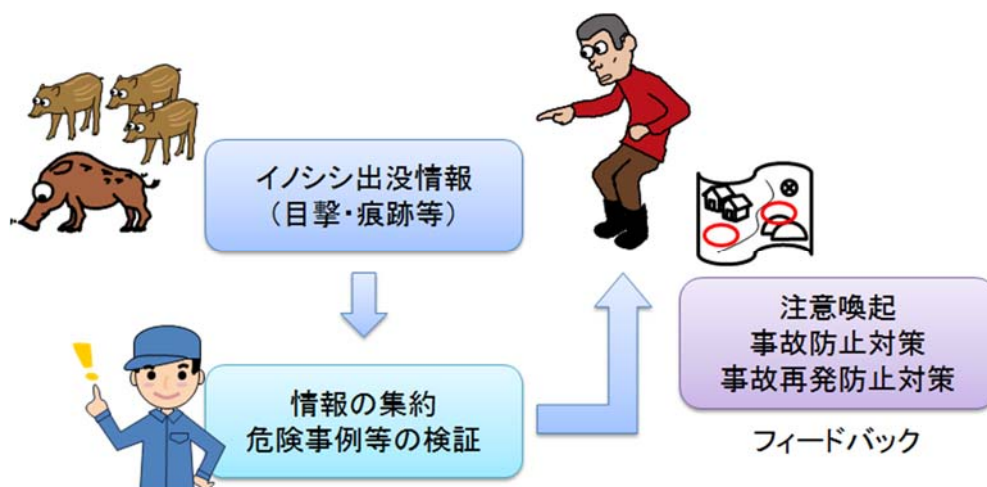 イノシシ出没情報
（目撃・痕跡等）
情報の集約
危険事例等の検証
注意喚起
事故防止対策
事故再発防止対策
フィードバック